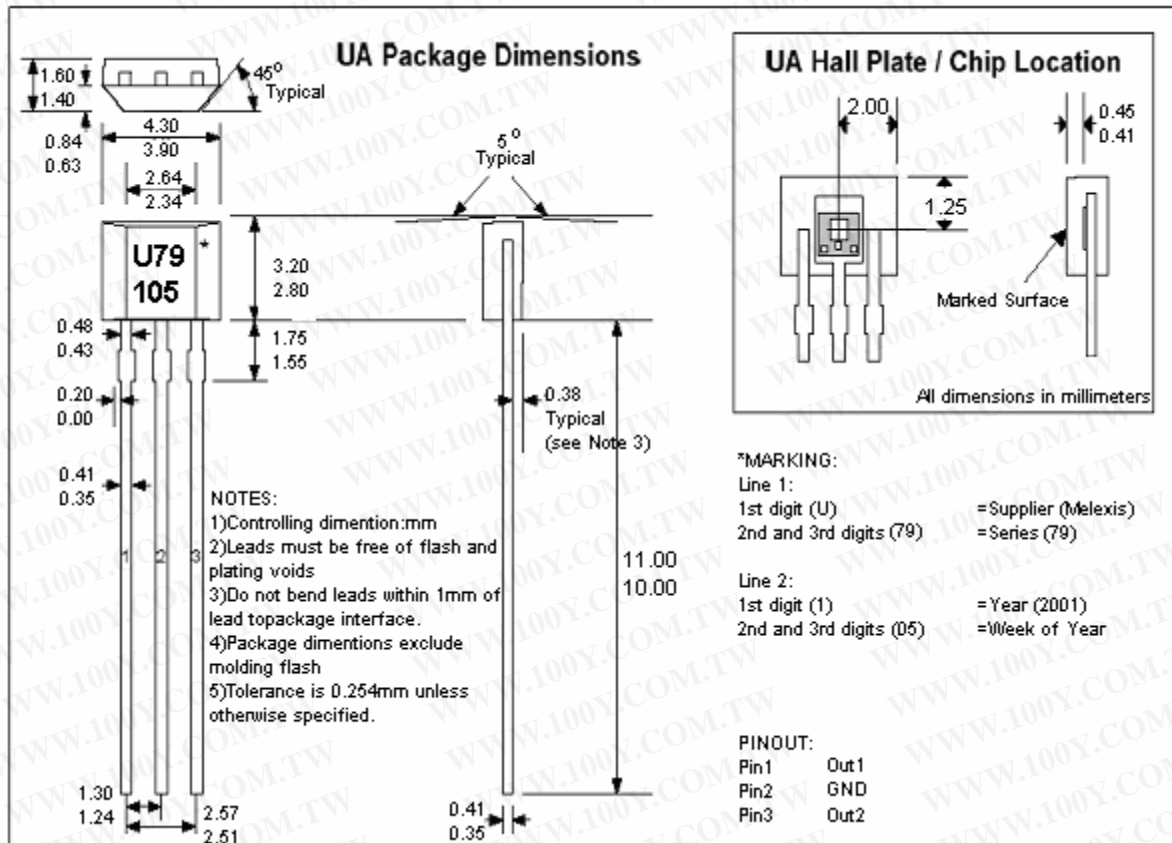 UA Package Dimensions
1.60
1.40
45°
Typical
4.30
3.90
0.84
0.63
2.64
2.34
5°
Typical
U79
*
105
3.20
2.80
0.48
0.43
1.75
1.55
0.20
0.00
0.38
Typical
(see Note 3)
0.41
0.35
NOTES:
1)Controlling dimention:mm
2)Leads must be free of flash and
plating voids
3)Do not bend leads within 1mm of
lead topackage interface.
4)Package dimentions exclude
molding flash
5)Tolerance is 0.254mm unless
otherwise specified.
1
2
3
11.00
10.00
1.30
1.24
2.57
2.51
0.41
0.35
UA Hall Plate / Chip Location
2.00
0.45
0.41
1.25
Marked Surface
All dimensions in millimeters
*MARKING:
Line 1:
1st digit (U) =Supplier (Melexis)
2nd and 3rd digits (79) =Series (79)
Line 2:
1st digit (1) =Year (2001)
2nd and 3rd digits (05) =Week of Year
PINOUT:
Pin1 Out1
Pin2 GND
Pin3 Out2
WWW.100Y.COM.TW